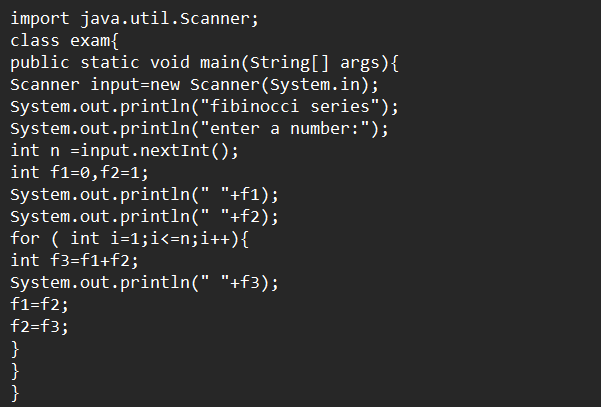 import java.util.Scanner;
class exam{
public static void main(String[] args){
Scanner input=new Scanner(System.in);
System.out.println("fibinocci series");
System.out.println("enter a number:");
int n =input.nextInt();
int f1=0,f2=1;
System.out.println(" "+f1);
System.out.println(" "+f2);
for ( int i=1;i<=n;i++){
int f3=f1+f2;
System.out.println(" "+f3);
f1=f2;
f2=f3;
}
}
}